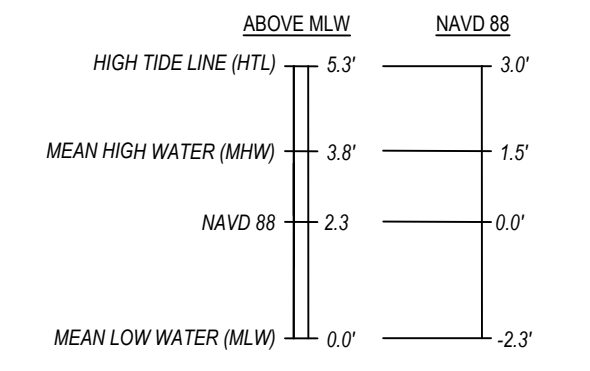 ABOVE MLW NAVD 88
HIGH TIDE LINE (HTL) 5.3' 3.0'
MEAN HIGH WATER (MHW) 3.8' 1.5'
NAVD 88 2.3 0.0'
MEAN LOW WATER (MLW) 0.0' -2.3'